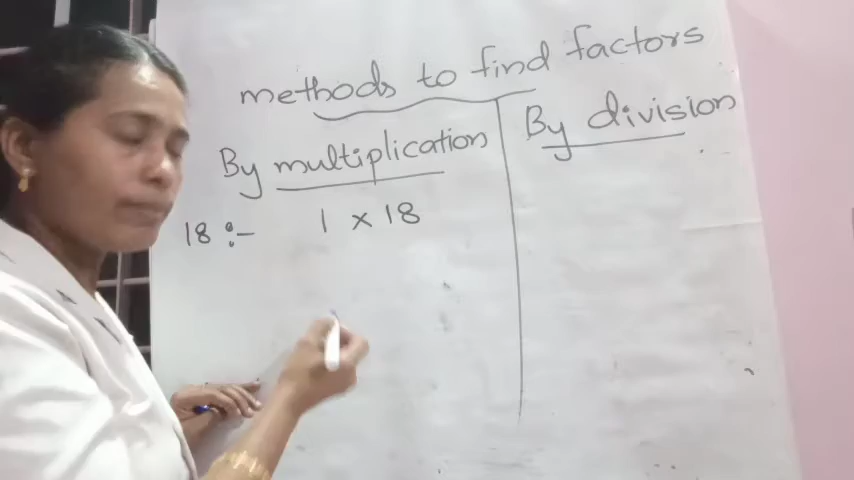 methods to find factors
By multiplication
By division
18 :- 1 x 18